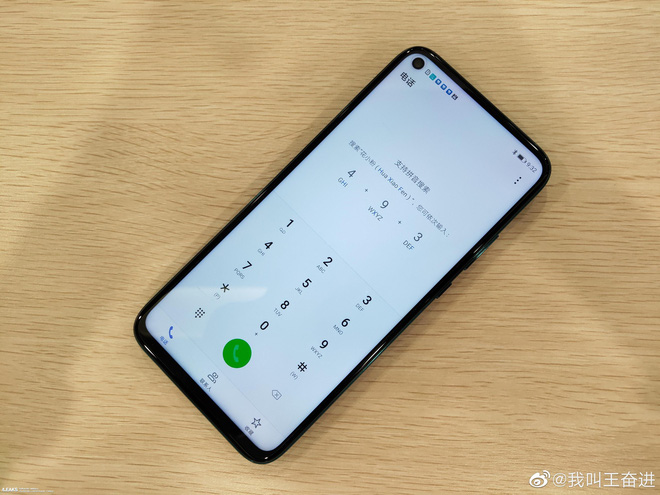 电话
9:32
支持拼音搜索
搜索“花小粉 (Hua Xiao Fen)”, 您可依次输入:
4 + 9 + 3
GHI WXYZ DEF
1 2 3
ABC DEF
4 5 6
GHI JKL MNO
7 8 9
PQRS TUV WXYZ
* 0 #
(P) + (W)
电话 联系人 收藏
@我叫王奋进